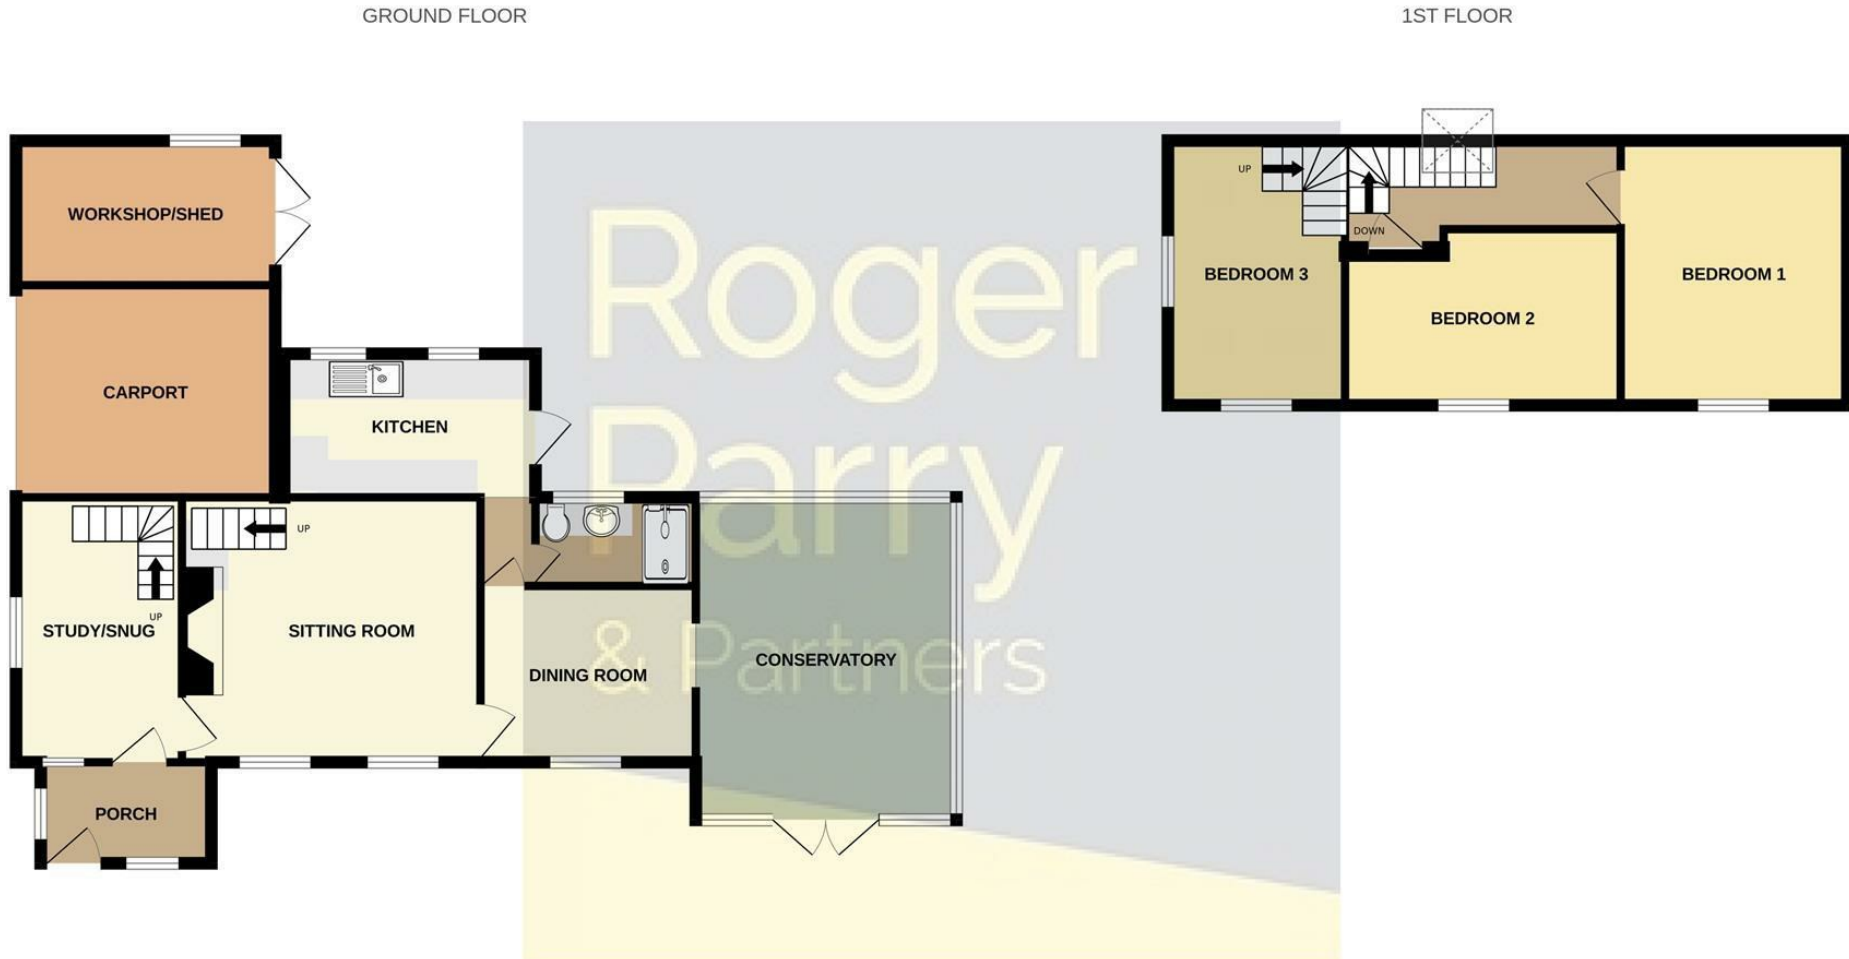 GROUND FLOOR
1ST FLOOR
WORKSHOP/SHED
CARPORT
KITCHEN
UP
UP
STUDY/SNUG
SITTING ROOM
DINING ROOM
CONSERVATORY
PORCH
UP
DOWN
BEDROOM 3
BEDROOM 2
BEDROOM 1
Roger
Parry
& Partners